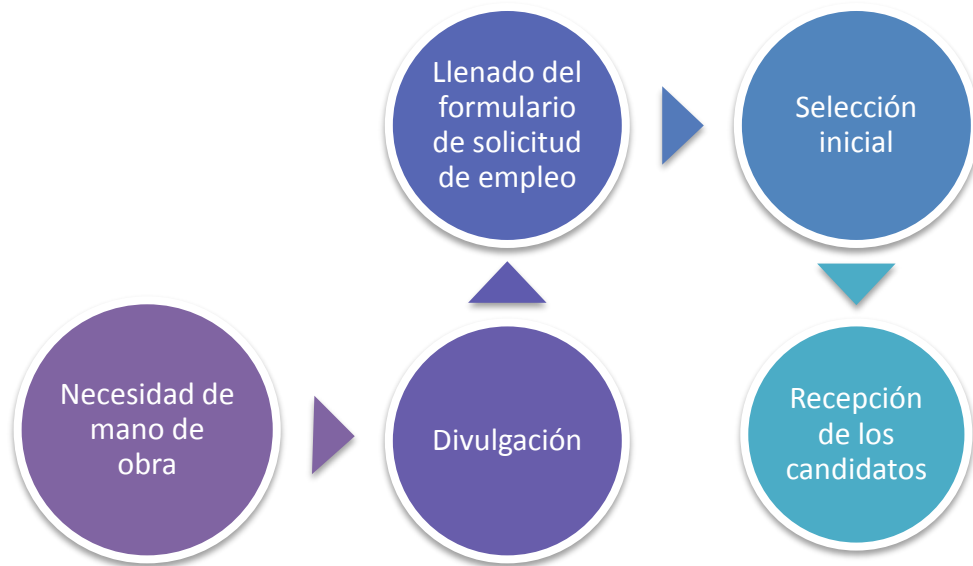 Necesidad de
mano de
obra
Divulgación
Llenado del
formulario
de solicitud
de empleo
Selección
inicial
Recepción
de los
candidatos